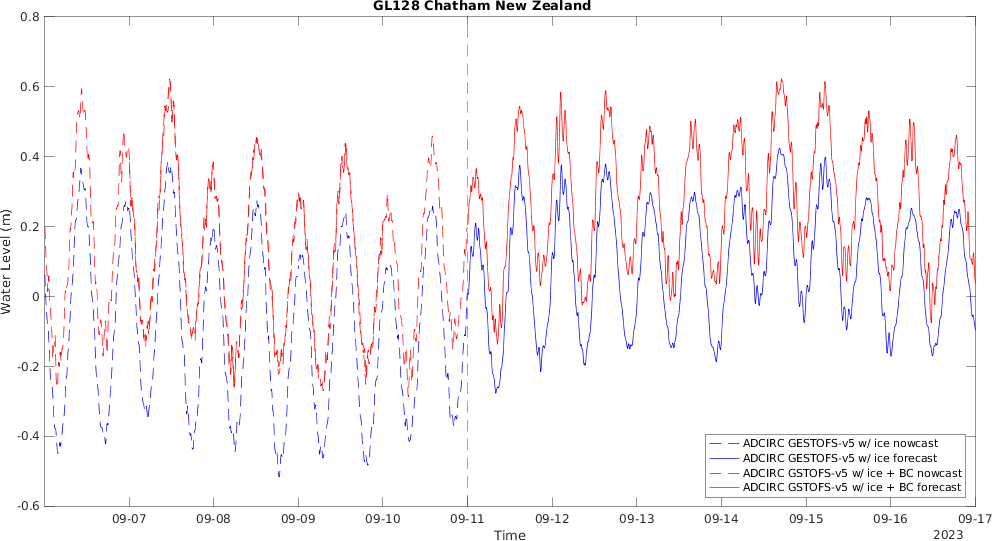 GL128 Chatham New Zealand
0.8
0.6
0.4
0.2
0
-0.2
-0.4
-0.6
Water Level (m)
ADCIRC GESTOFS-v5 w/ ice nowcast
ADCIRC GESTOFS-v5 w/ ice forecast
ADCIRC GSTOFS-v5 w/ ice + BC nowcast
ADCIRC GSTOFS-v5 w/ ice + BC forecast
09-07 09-08 09-09 09-10 09-11 09-12 09-13 09-14 09-15 09-16 09-17
Time
2023